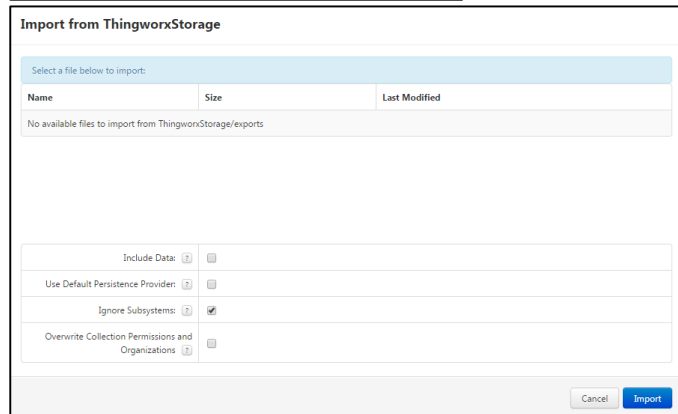 Import from ThingworxStorage
Select a file below to import:
Name Size Last Modified
No available files to import from ThingworxStorage/exports
Include Data: ?
Use Default Persistence Provider: ?
Ignore Subsystems: ?
Overwrite Collection Permissions and
Organizations ?
Cancel Import